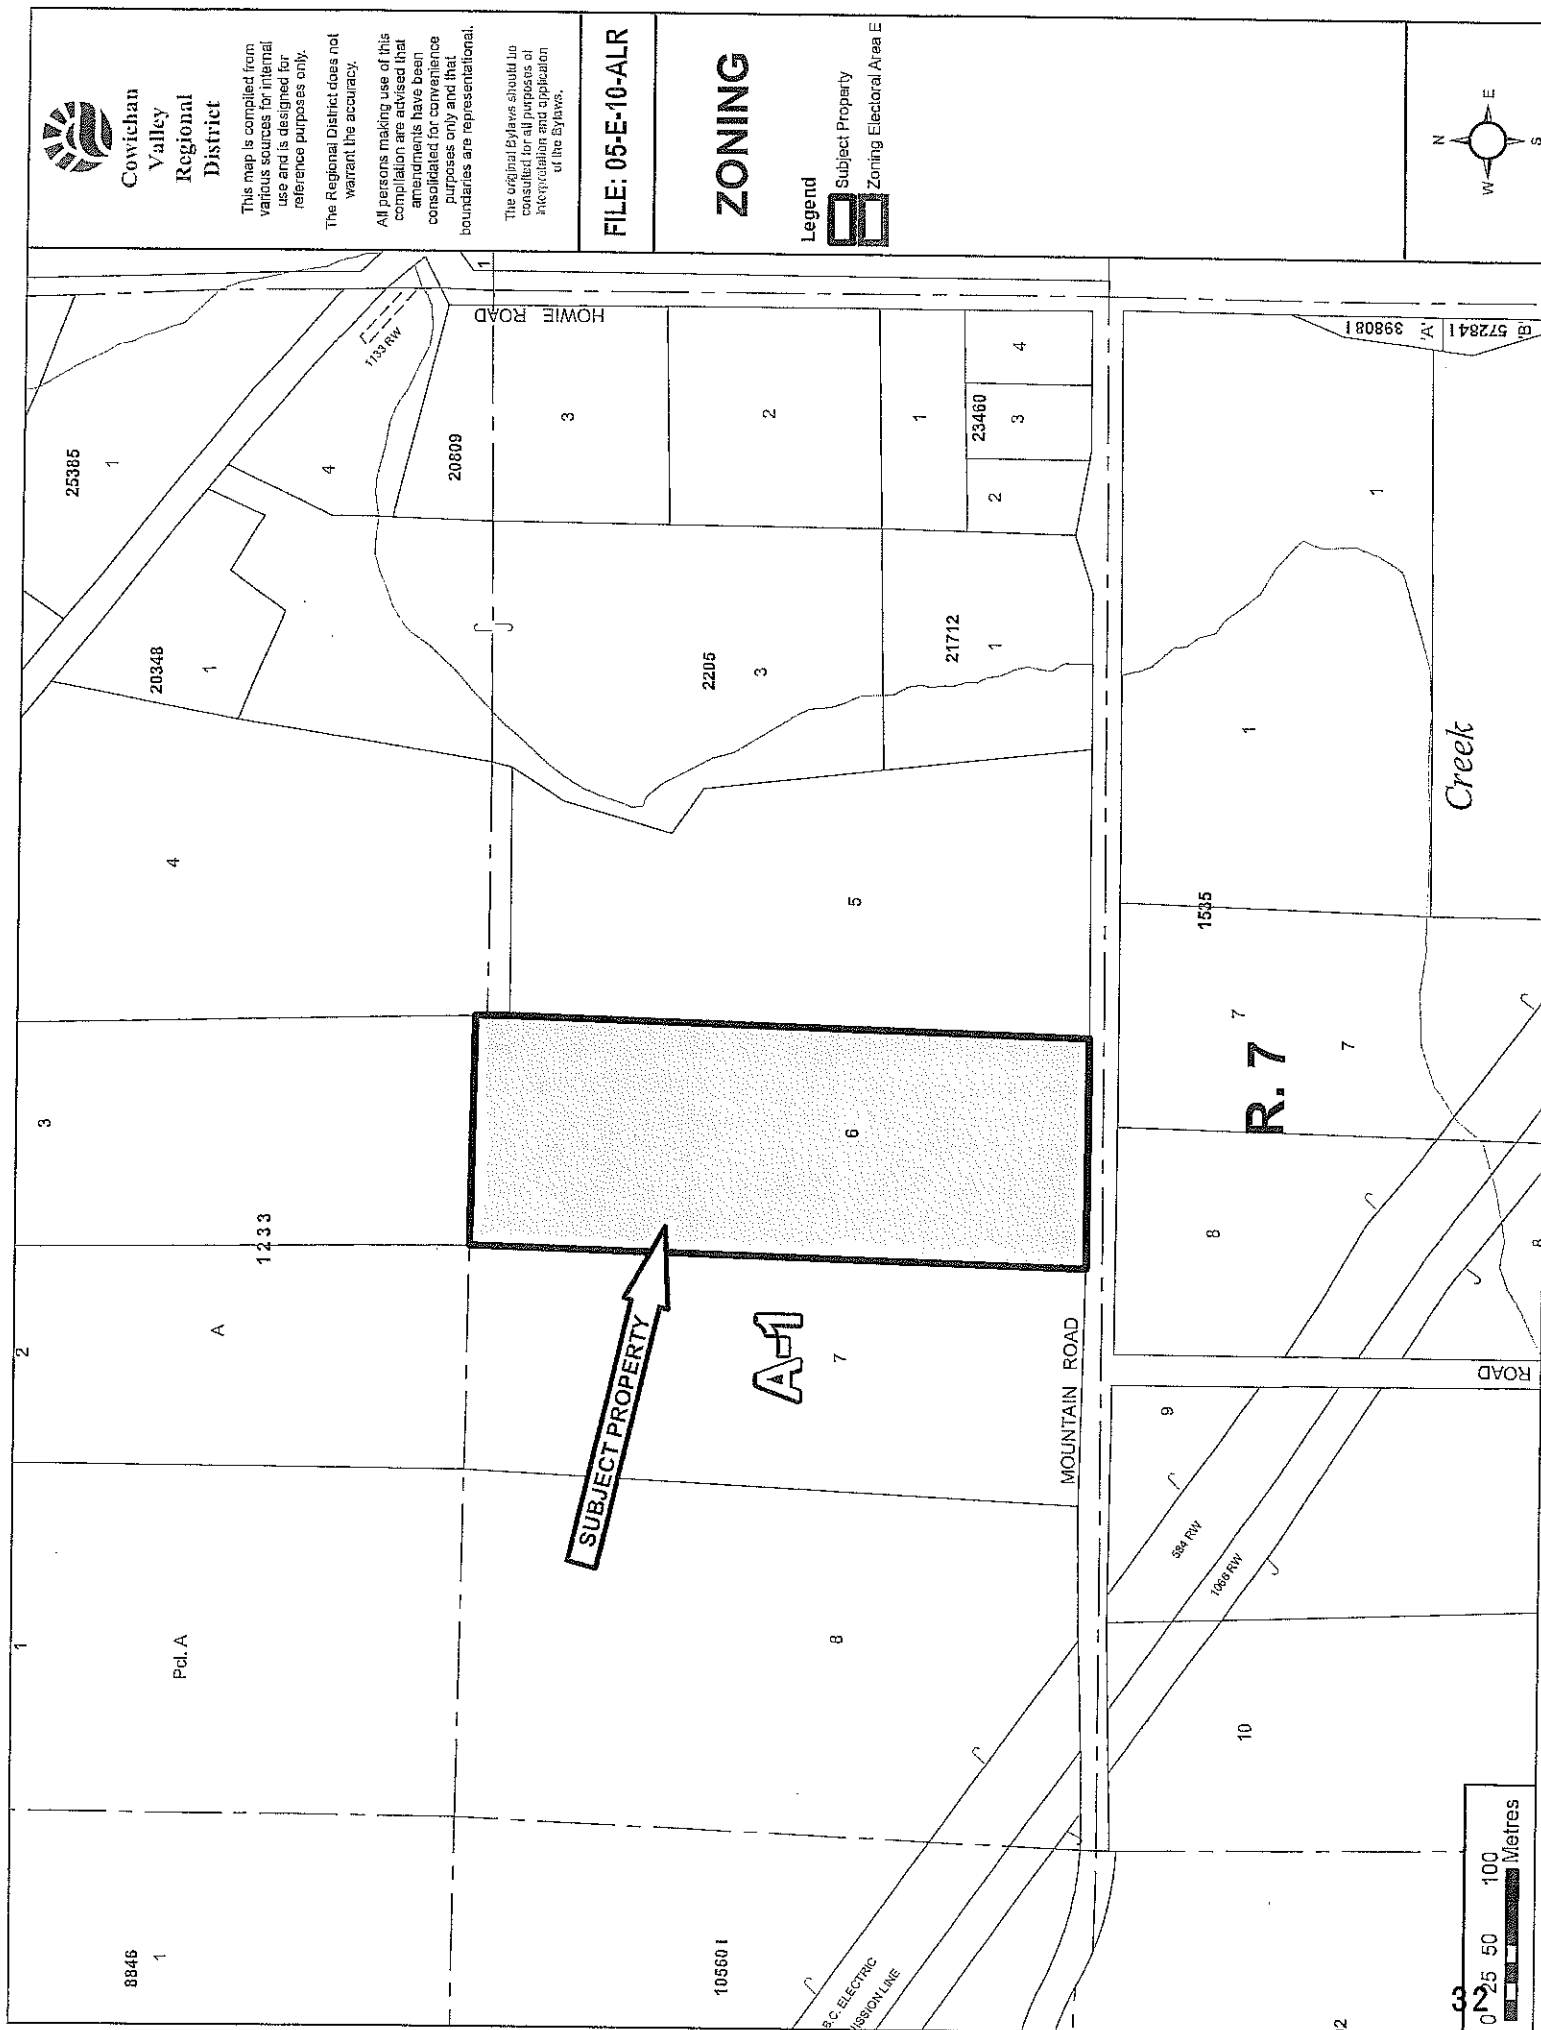 Cowichan
Valley
Regional
District
This map is compiled from
various sources for internal
use and is designed for
reference purposes only.
The Regional District does not
warrant the accuracy.
All persons making use of this
compilation are advised that
amendments have been
consolidated for convenience
purposes only and that
boundaries are representational.
The original Bylaws should be
consulted for all purposes of
interpretation and application
of the Bylaws.
FILE: 05-E-10-ALR
ZONING
Legend
Subject Property
Zoning Electoral Area E
N
W
E
S
8846
1
1
Pcl. A
2
A
1233
3
4
20348
1
25385
1
4
1133 RW
20809
1
HOWIE ROAD
3
2
1
23460
2
3
4
2205
3
21712
1
5
6
SUBJECT PROPERTY
A-1
7
8
10560
1
MOUNTAIN ROAD
B.C. ELECTRIC
ISSION LINE
584 RW
1066 RW
9
10
ROAD
8
8
R. 7
7
7
1535
1
1
Creek
398081
'A'
572841
'B'
0 25 50 100
Metres
32